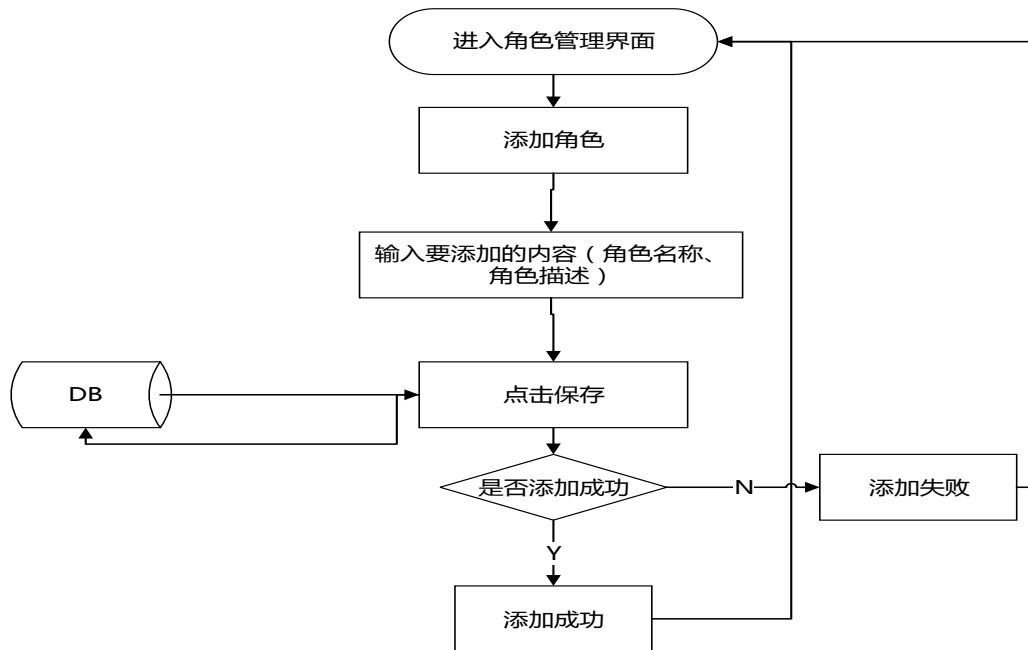 进入角色管理界面
添加角色
输入要添加的内容（角色名称、
角色描述）
DB
点击保存
是否添加成功
N
添加失败
Y
添加成功